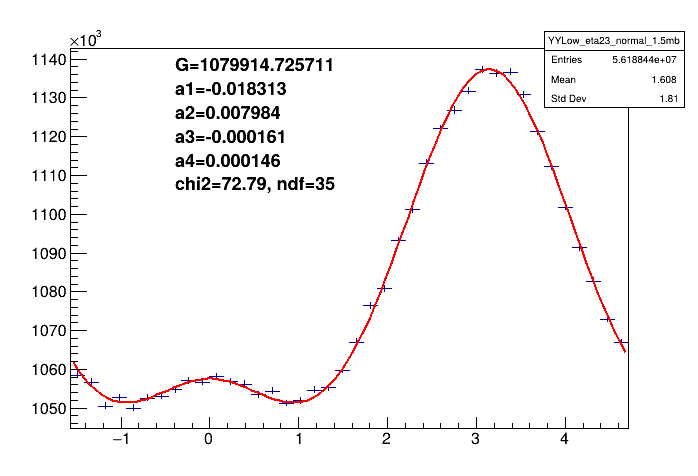 ×10³
YYLow_eta23_normal_1.5mb
Entries 5.618844e+07
Mean 1.608
Std Dev 1.81
G=1079914.725711
a1=-0.018313
a2=0.007984
a3=-0.000161
a4=0.000146
chi2=72.79, ndf=35
1140
1130
1120
1110
1100
1090
1080
1070
1060
1050
−1 0 1 2 3 4